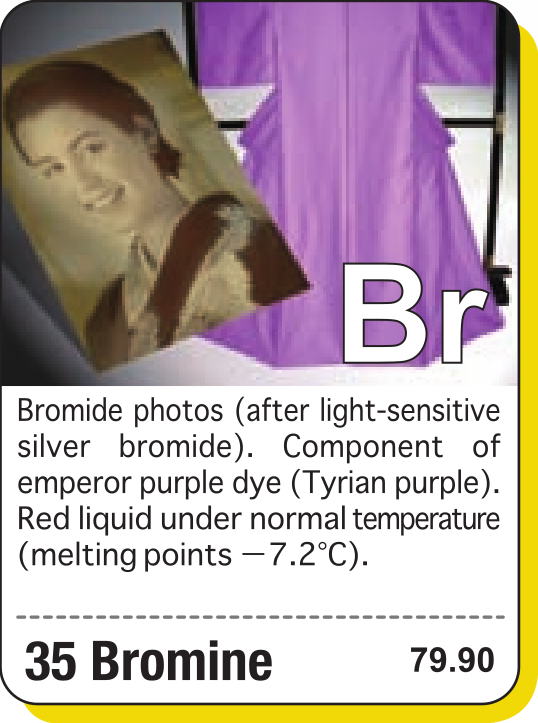 Br
Bromide photos (after light-sensitive
silver bromide). Component of
emperor purple dye (Tyrian purple).
Red liquid under normal temperature
(melting points －7.2°C).
35 Bromine 79.90